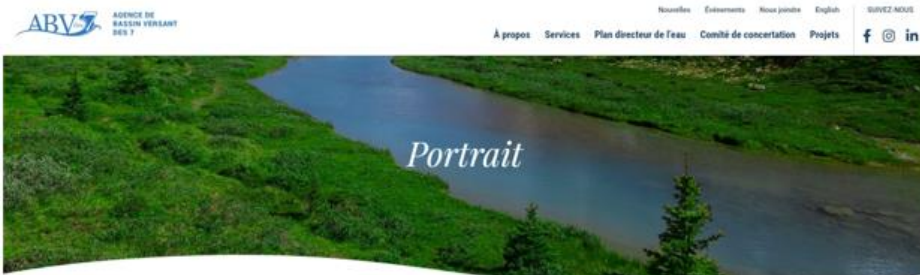 Nouvelles Événements Nous joindre English SUIVEZ-NOUS
ABV7 AGENCE DE
BASSIN VERSANT
DES 7
À propos Services Plan directeur de l'eau Comité de concertation Projets
Portrait